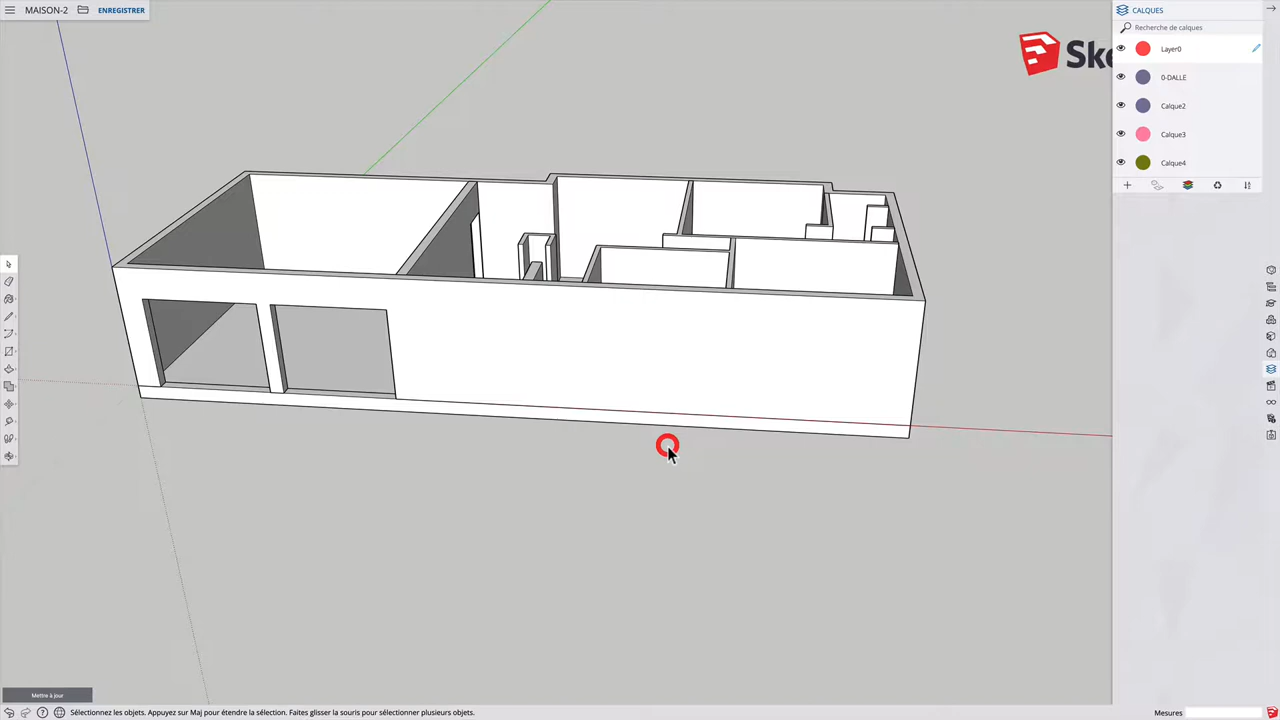 MAISON-2
ENREGISTRER
CALQUES
Recherche de calques
Layer0
0-DALLE
Calque2
Calque3
Calque4
Ske
Mettre à jour
Sélectionnez les objets. Appuyez sur Maj pour étendre la sélection. Faites glisser la souris pour sélectionner plusieurs objets.
Mesures